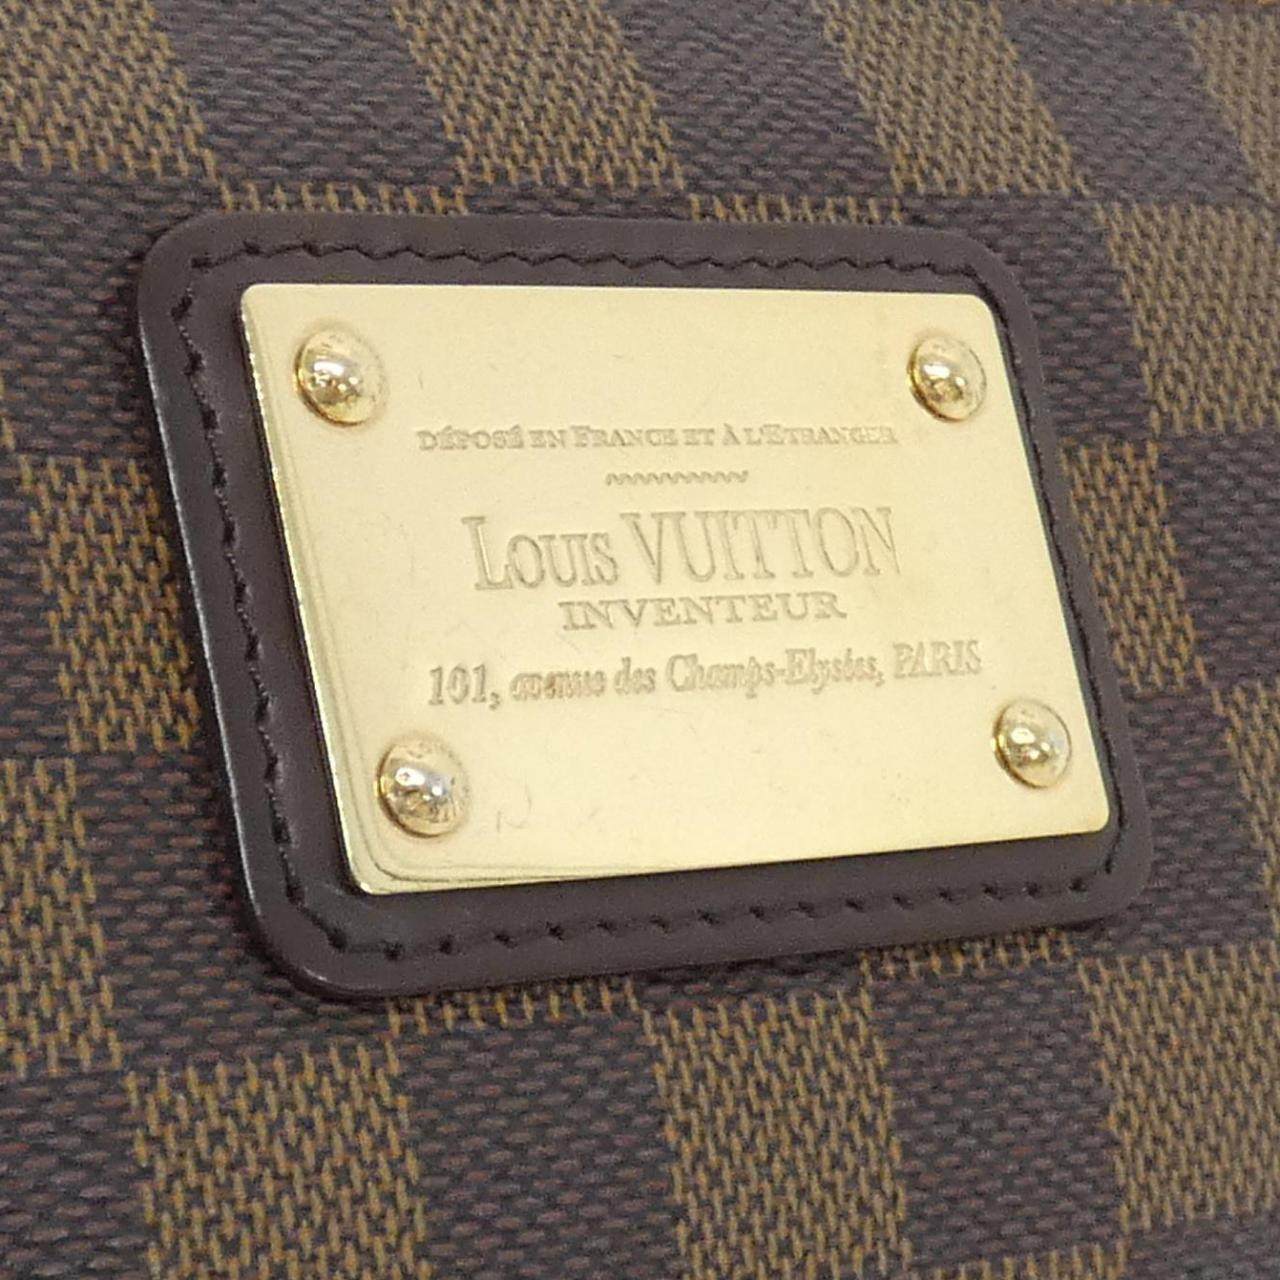 DÉPOSÉ EN FRANCE ET À L'ETRANGER
LOUIS VUITTON
INVENTEUR
101, avenue des Champs-Elysées, PARIS